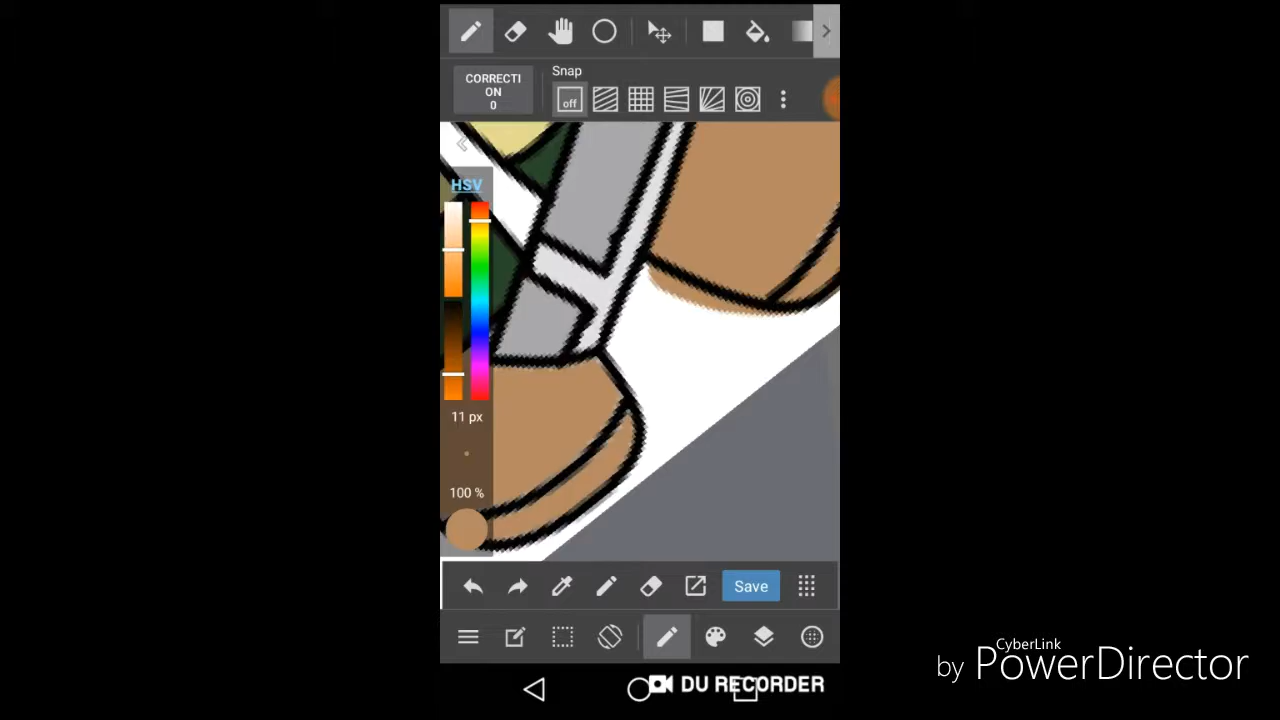 CORRECTI
ON
0
Snap
off
HSV
11 px
100 %
Save
DU RECORDER
CyberLink
by PowerDirector